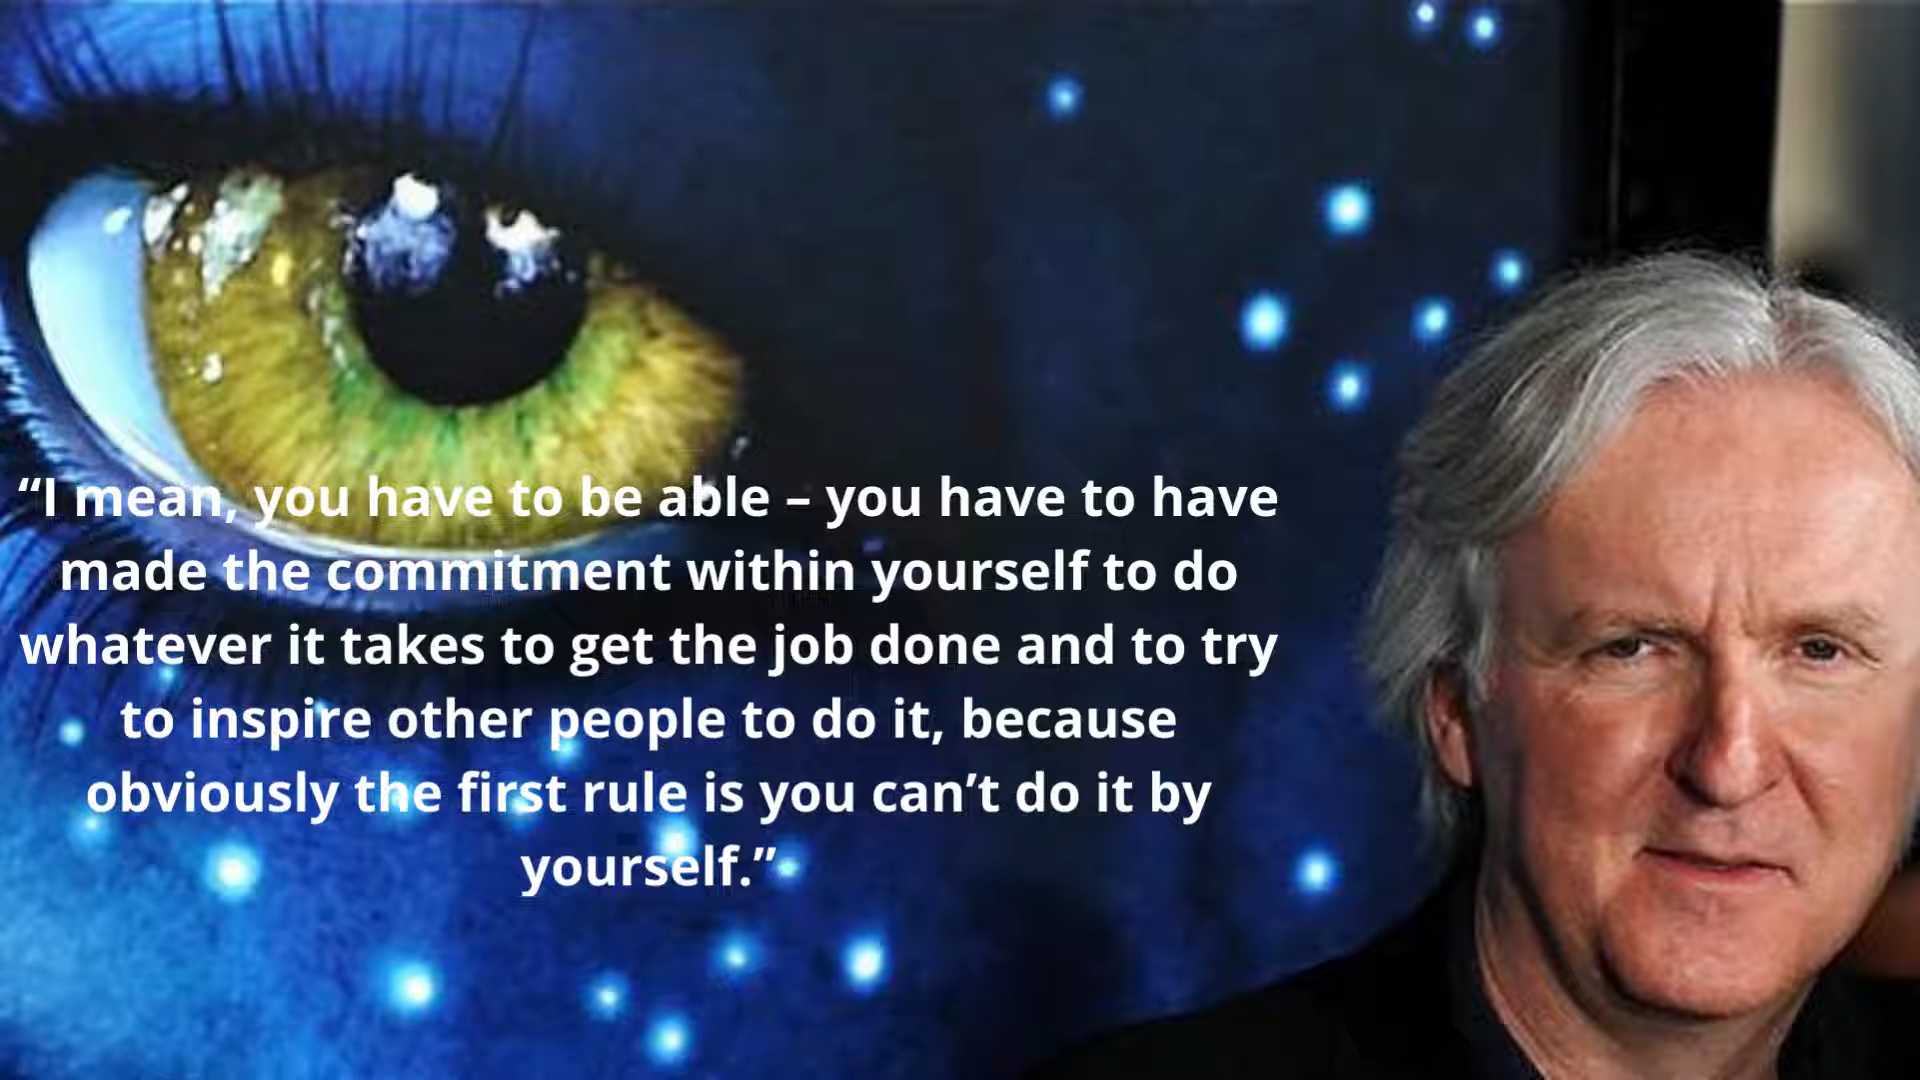 “I mean, you have to be able – you have to have
made the commitment within yourself to do
whatever it takes to get the job done and to try
to inspire other people to do it, because
obviously the first rule is you can’t do it by
yourself.”